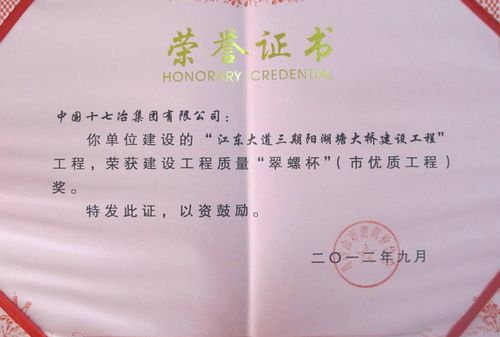 荣誉证书
HONORARY CREDENTIAL
中国十七冶集团有限公司：
你单位建设的“江东大道三期阳湖塘大桥建设工程”
工程，荣获建设工程质量“翠螺杯”（市优质工程）
奖。
特发此证，以资鼓励。
二〇一二年九月